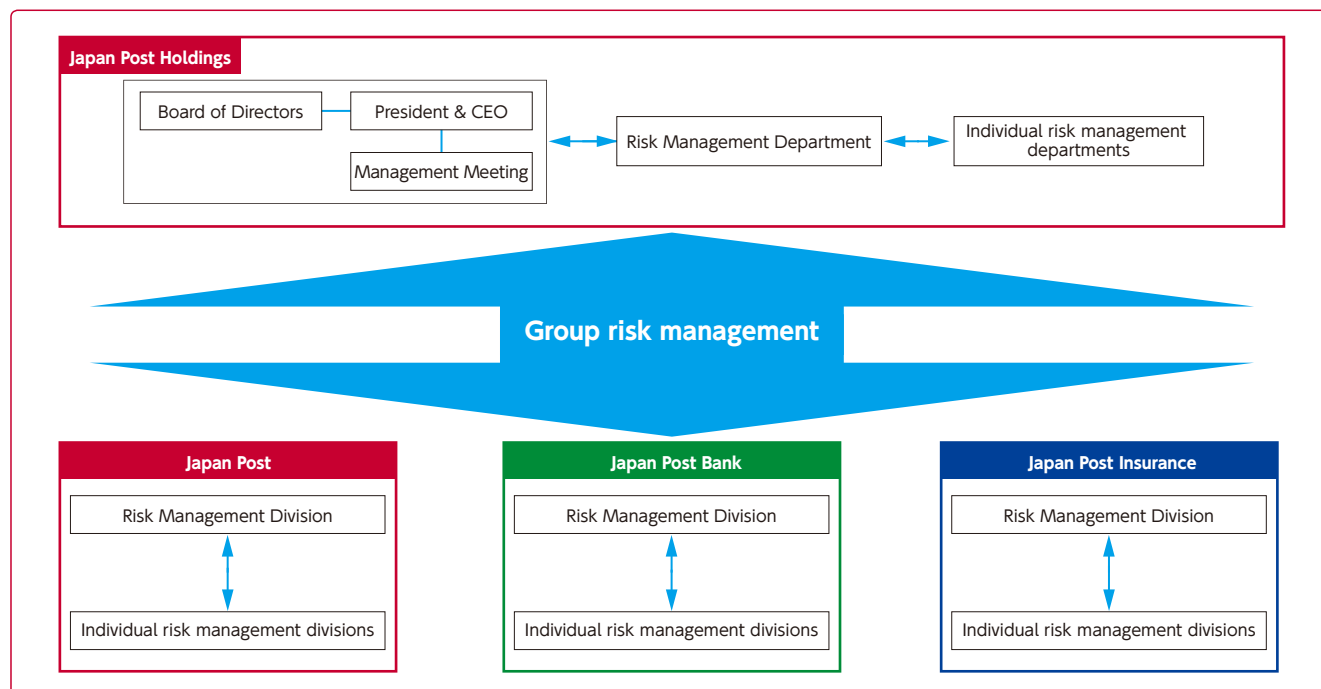 Japan Post Holdings
Board of Directors
President & CEO
Management Meeting
Risk Management Department
Individual risk management
departments
Group risk management
Japan Post
Risk Management Division
Individual risk management divisions
Japan Post Bank
Risk Management Division
Individual risk management divisions
Japan Post Insurance
Risk Management Division
Individual risk management divisions